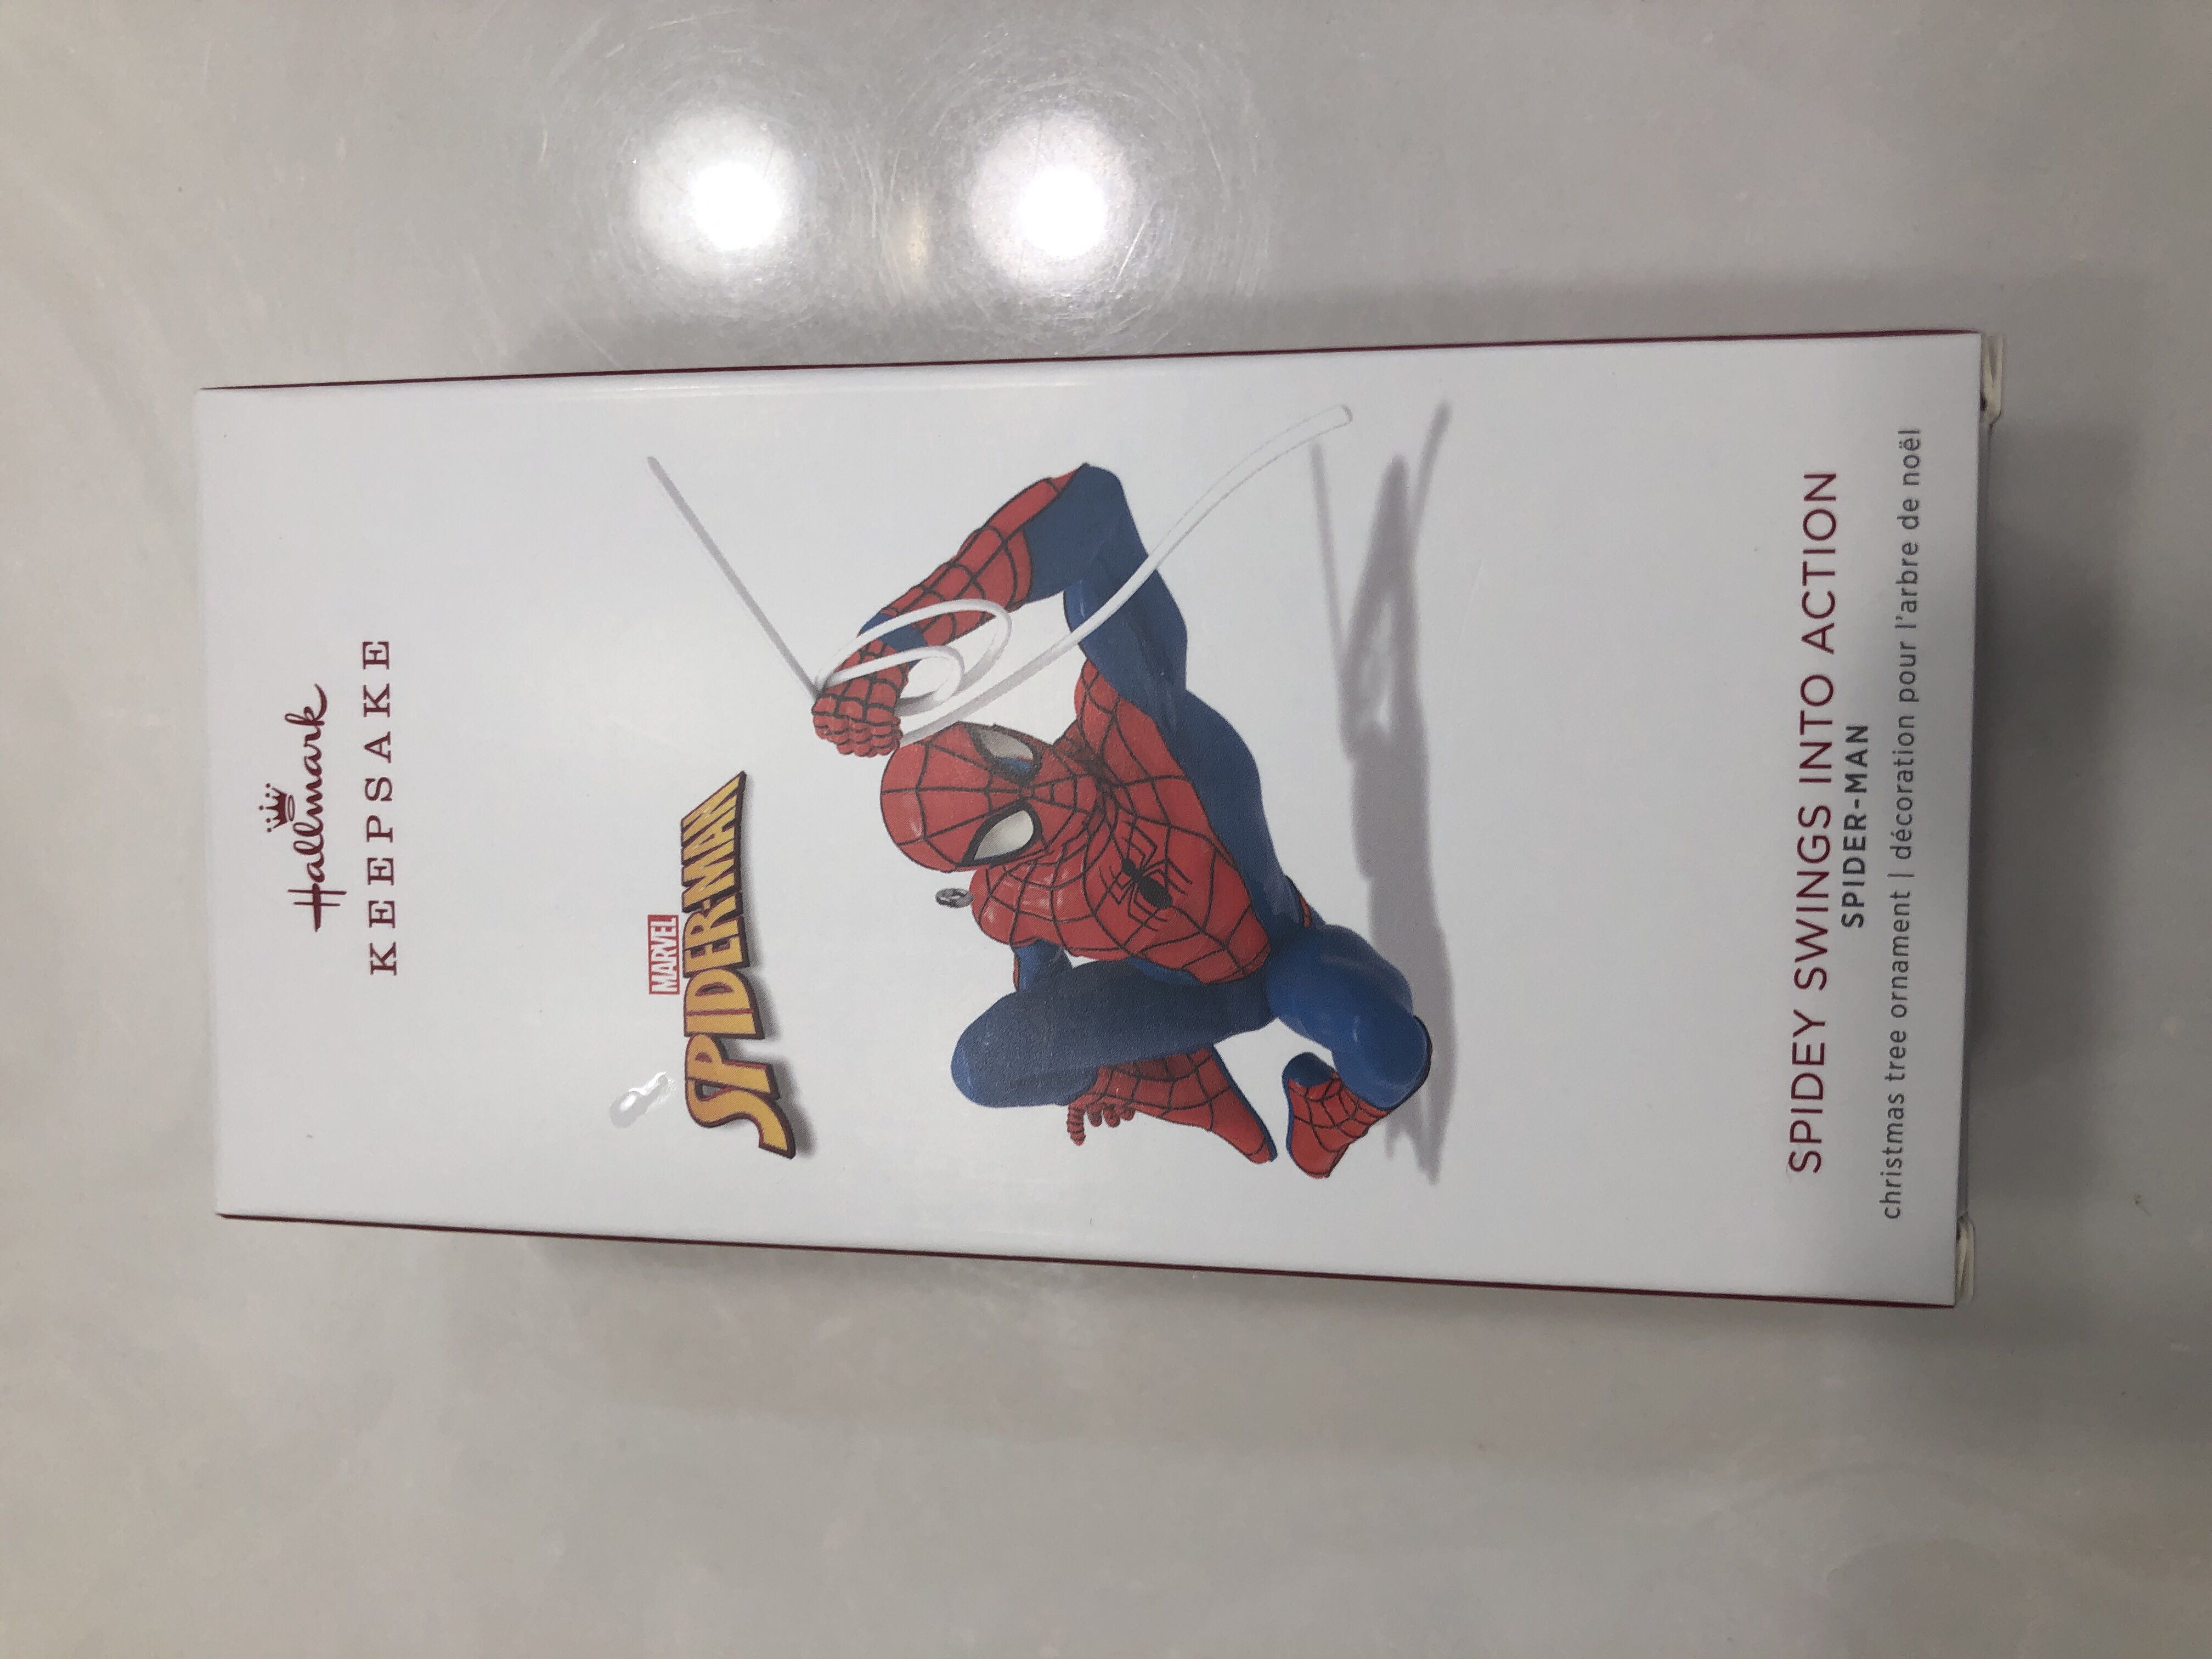 Hallmark
KEEPSAKE
MARVEL
SPIDER-MAN
SPIDEY SWINGS INTO ACTION
SPIDER-MAN
christmas tree ornament | décoration pour l'arbre de noël